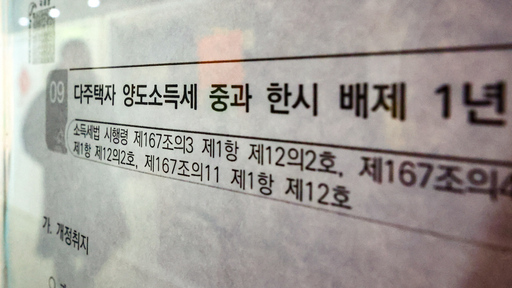 09
다주택자 양도소득세 중과 한시 배제 1년
소득세법 시행령 제167조의3 제1항 제12의2호, 제167조의4
제1항 제12의2호, 제167조의11 제1항 제12호
가. 개정취지